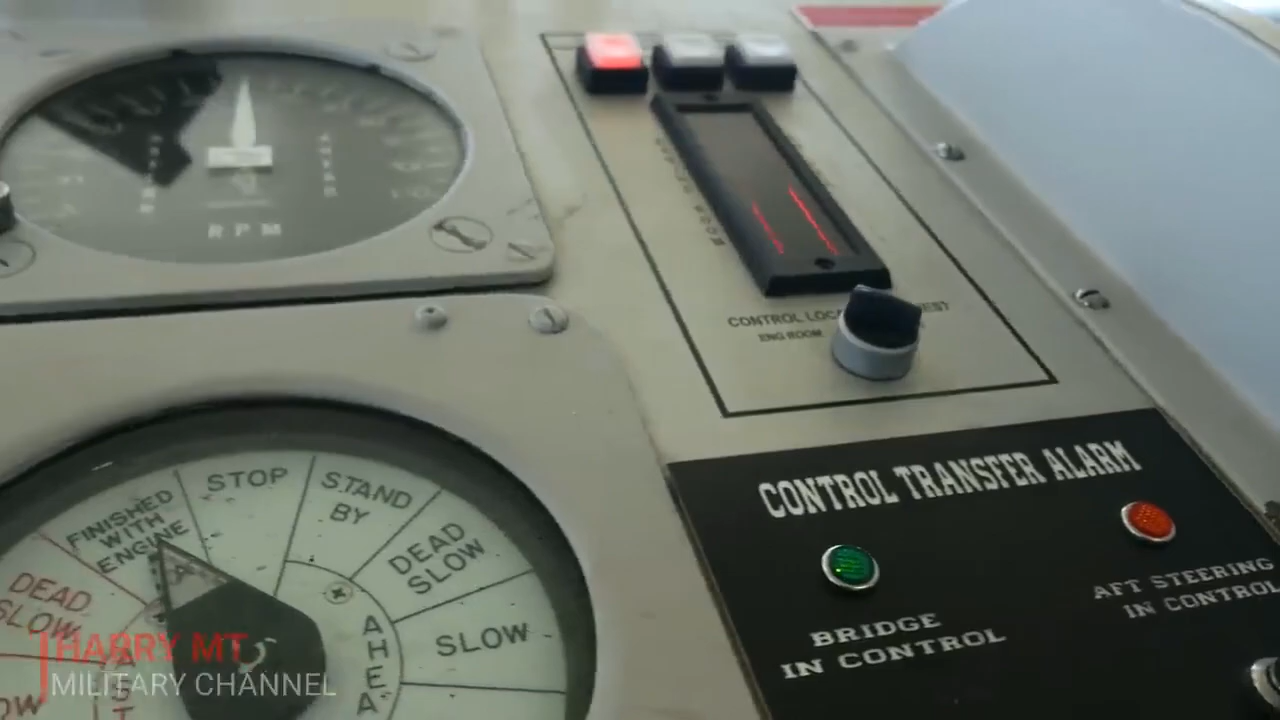 RPM
CONTROL
ENG ROOM
STOP
STAND
BY
FINISHED
WITH
ENGINE
DEAD
SLOW
DEAD
SLOW
SLOW
AHEA
CONTROL TRANSFER ALARM
BRIDGE
IN CONTROL
AFT STEERING
IN CONTROL
HARRY MT
MILITARY CHANNEL